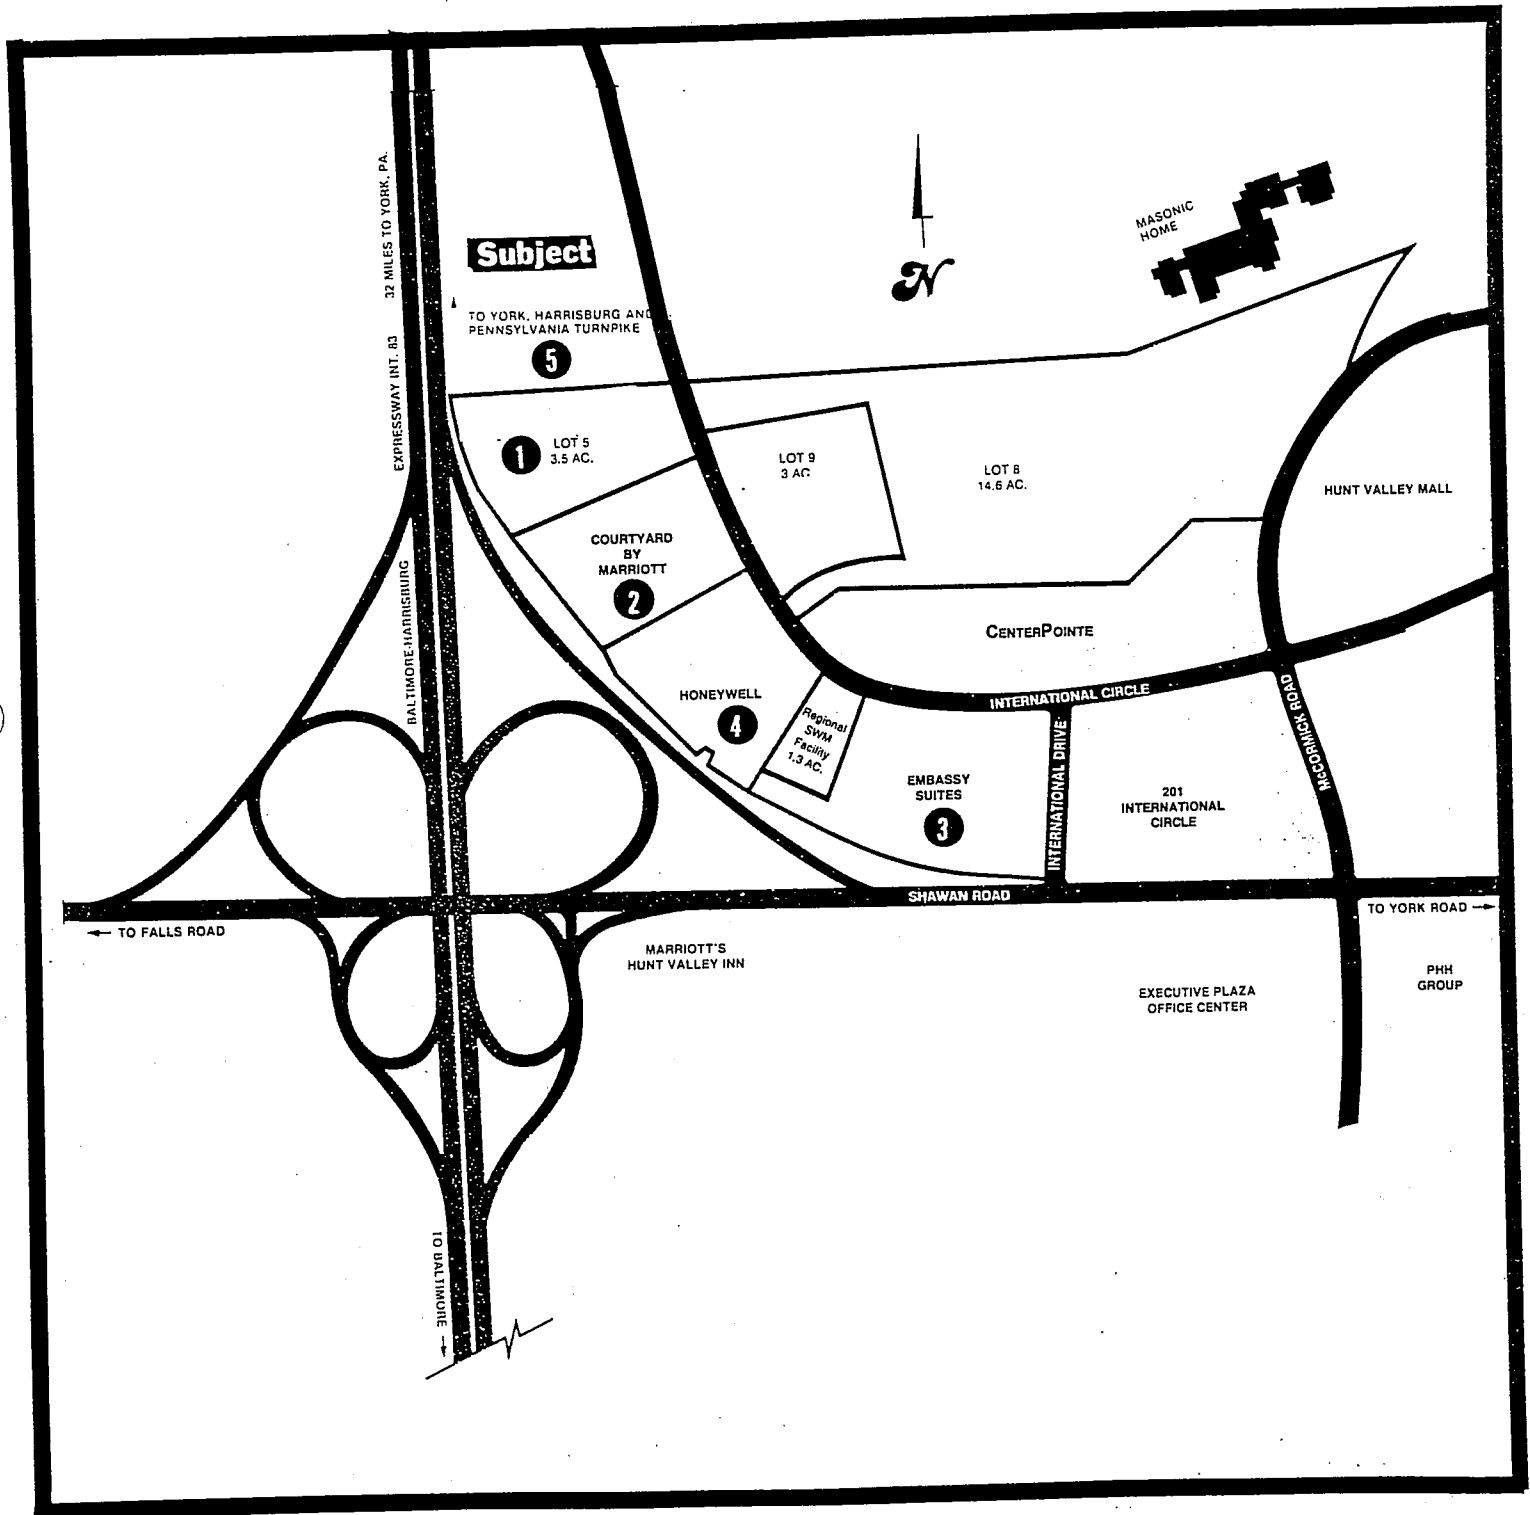 32 MILES TO YORK, PA.
EXPRESSWAY INT. 83
BALTIMORE-HARRISBURG
Subject
TO YORK, HARRISBURG AND
PENNSYLVANIA TURNPIKE
5
N
MASONIC
HOME
1
LOT 5
3.5 AC.
LOT 9
3 AC.
LOT 8
14.6 AC.
HUNT VALLEY MALL
COURTYARD
BY
MARRIOTT
2
CENTERPOINTE
HONEYWELL
4
Regional
SWM
Facility
1.3 AC.
INTERNATIONAL CIRCLE
INTERNATIONAL DRIVE
McCORMICK ROAD
EMBASSY
SUITES
3
201
INTERNATIONAL
CIRCLE
SHAWAN ROAD
← TO FALLS ROAD
TO YORK ROAD →
MARRIOTT'S
HUNT VALLEY INN
EXECUTIVE PLAZA
OFFICE CENTER
PHH
GROUP
TO BALTIMORE →